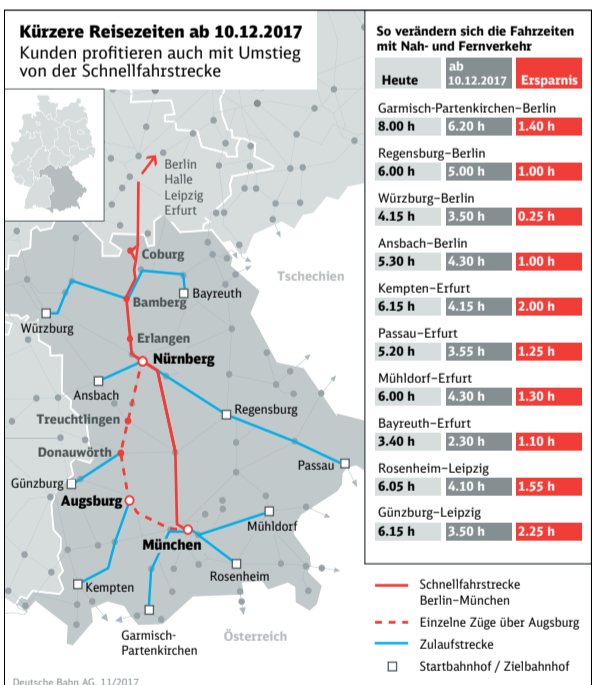 Kürzere Reisezeiten ab 10.12.2017
Kunden profitieren auch mit Umstieg
von der Schnellfahrstrecke
Berlin
Halle
Leipzig
Erfurt
Coburg
Tschechien
Bamberg
Bayreuth
Würzburg
Erlangen
Nürnberg
Ansbach
Regensburg
Treuchtlingen
Donauwörth
Passau
Günzburg
Augsburg
Mühldorf
München
Rosenheim
Kempten
Garmisch-
Partenkirchen
Österreich
Deutsche Bahn AG, 11/2017
So verändern sich die Fahrzeiten
mit Nah- und Fernverkehr
Heute ab 10.12.2017 Ersparnis
Garmisch-Partenkirchen–Berlin
8.00 h 6.20 h 1.40 h
Regensburg–Berlin
6.00 h 5.00 h 1.00 h
Würzburg–Berlin
4.15 h 3.50 h 0.25 h
Ansbach–Berlin
5.30 h 4.30 h 1.00 h
Kempten–Erfurt
6.15 h 4.15 h 2.00 h
Passau–Erfurt
5.20 h 3.55 h 1.25 h
Mühldorf–Erfurt
6.00 h 4.30 h 1.30 h
Bayreuth–Erfurt
3.40 h 2.30 h 1.10 h
Rosenheim–Leipzig
6.05 h 4.10 h 1.55 h
Günzburg–Leipzig
6.15 h 3.50 h 2.25 h
Schnellfahrstrecke
Berlin–München
Einzelne Züge über Augsburg
Zulaufstrecke
Startbahnhof / Zielbahnhof